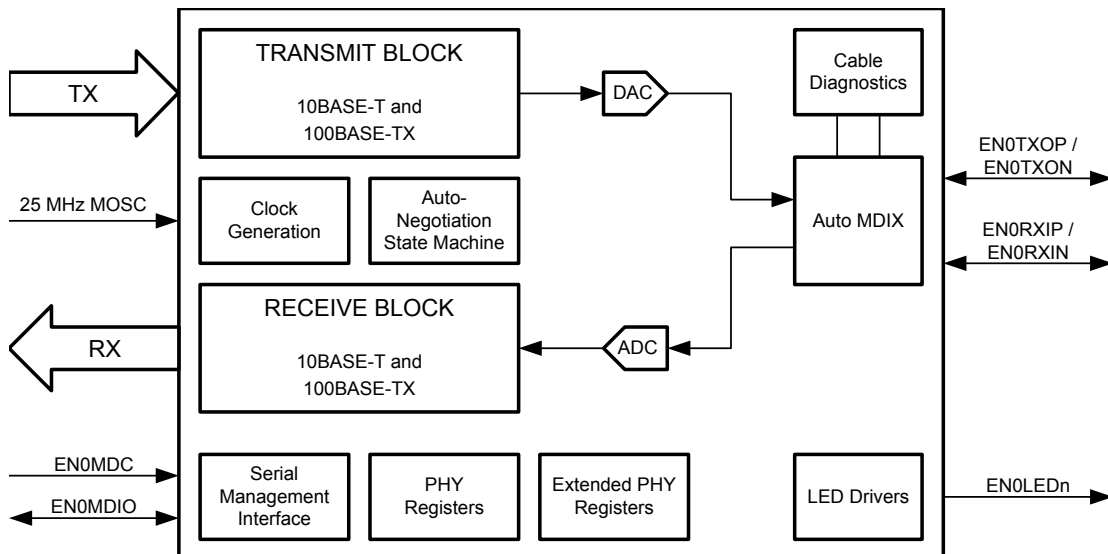 TRANSMIT BLOCK
10BASE-T and
100BASE-TX
TX
DAC
Cable
Diagnostics
EN0TXOP /
EN0TXON
25 MHz MOSC
Clock
Generation
Auto-
Negotiation
State Machine
Auto MDIX
EN0RXIP /
EN0RXIN
RECEIVE BLOCK
10BASE-T and
100BASE-TX
RX
ADC
EN0MDC
EN0MDIO
Serial
Management
Interface
PHY
Registers
Extended PHY
Registers
LED Drivers
EN0LEDn